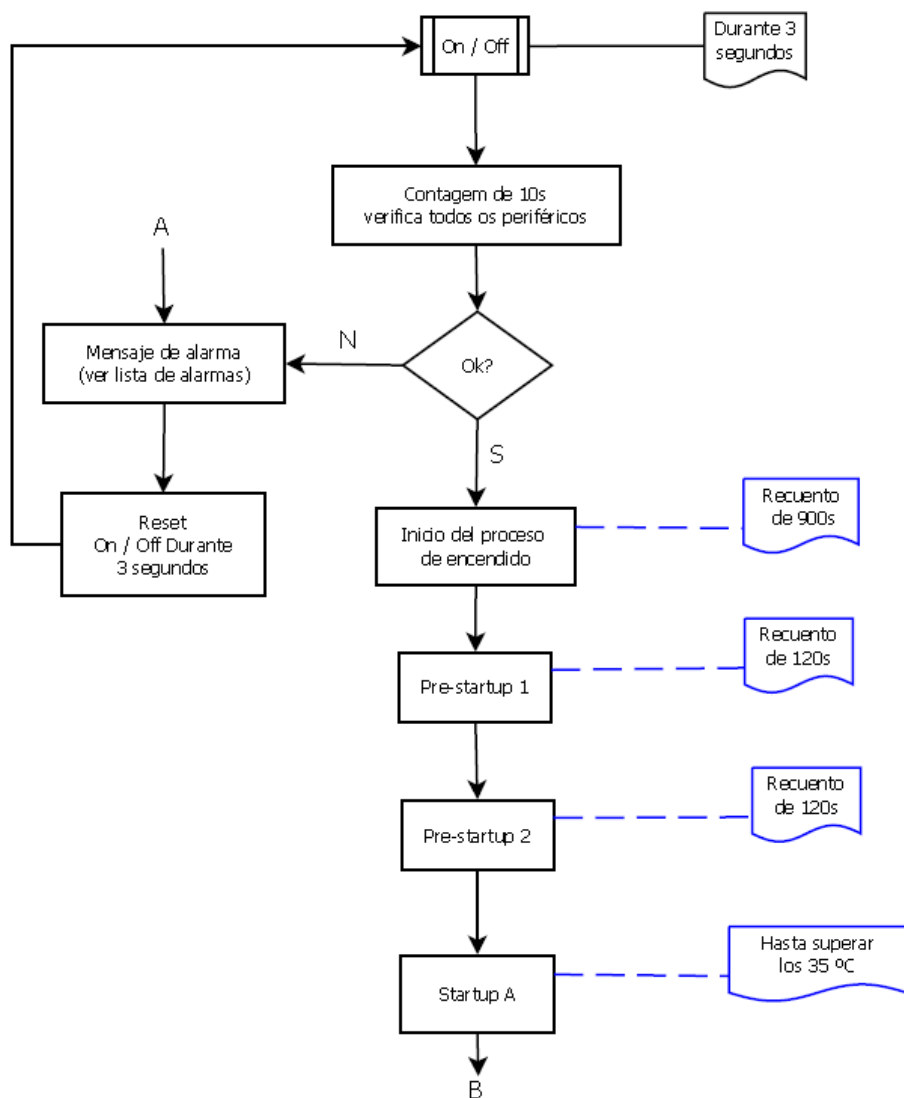 On / Off
Durante 3
segundos
Contagem de 10s
verifica todos os periféricos
A
Mensaje de alarma
(ver lista de alarmas)
N
Ok?
S
Reset
On / Off Durante
3 segundos
Inicio del proceso
de encendido
Recuento
de 900s
Pre-startup 1
Recuento
de 120s
Pre-startup 2
Recuento
de 120s
Startup A
Hasta superar
los 35 ºC
B